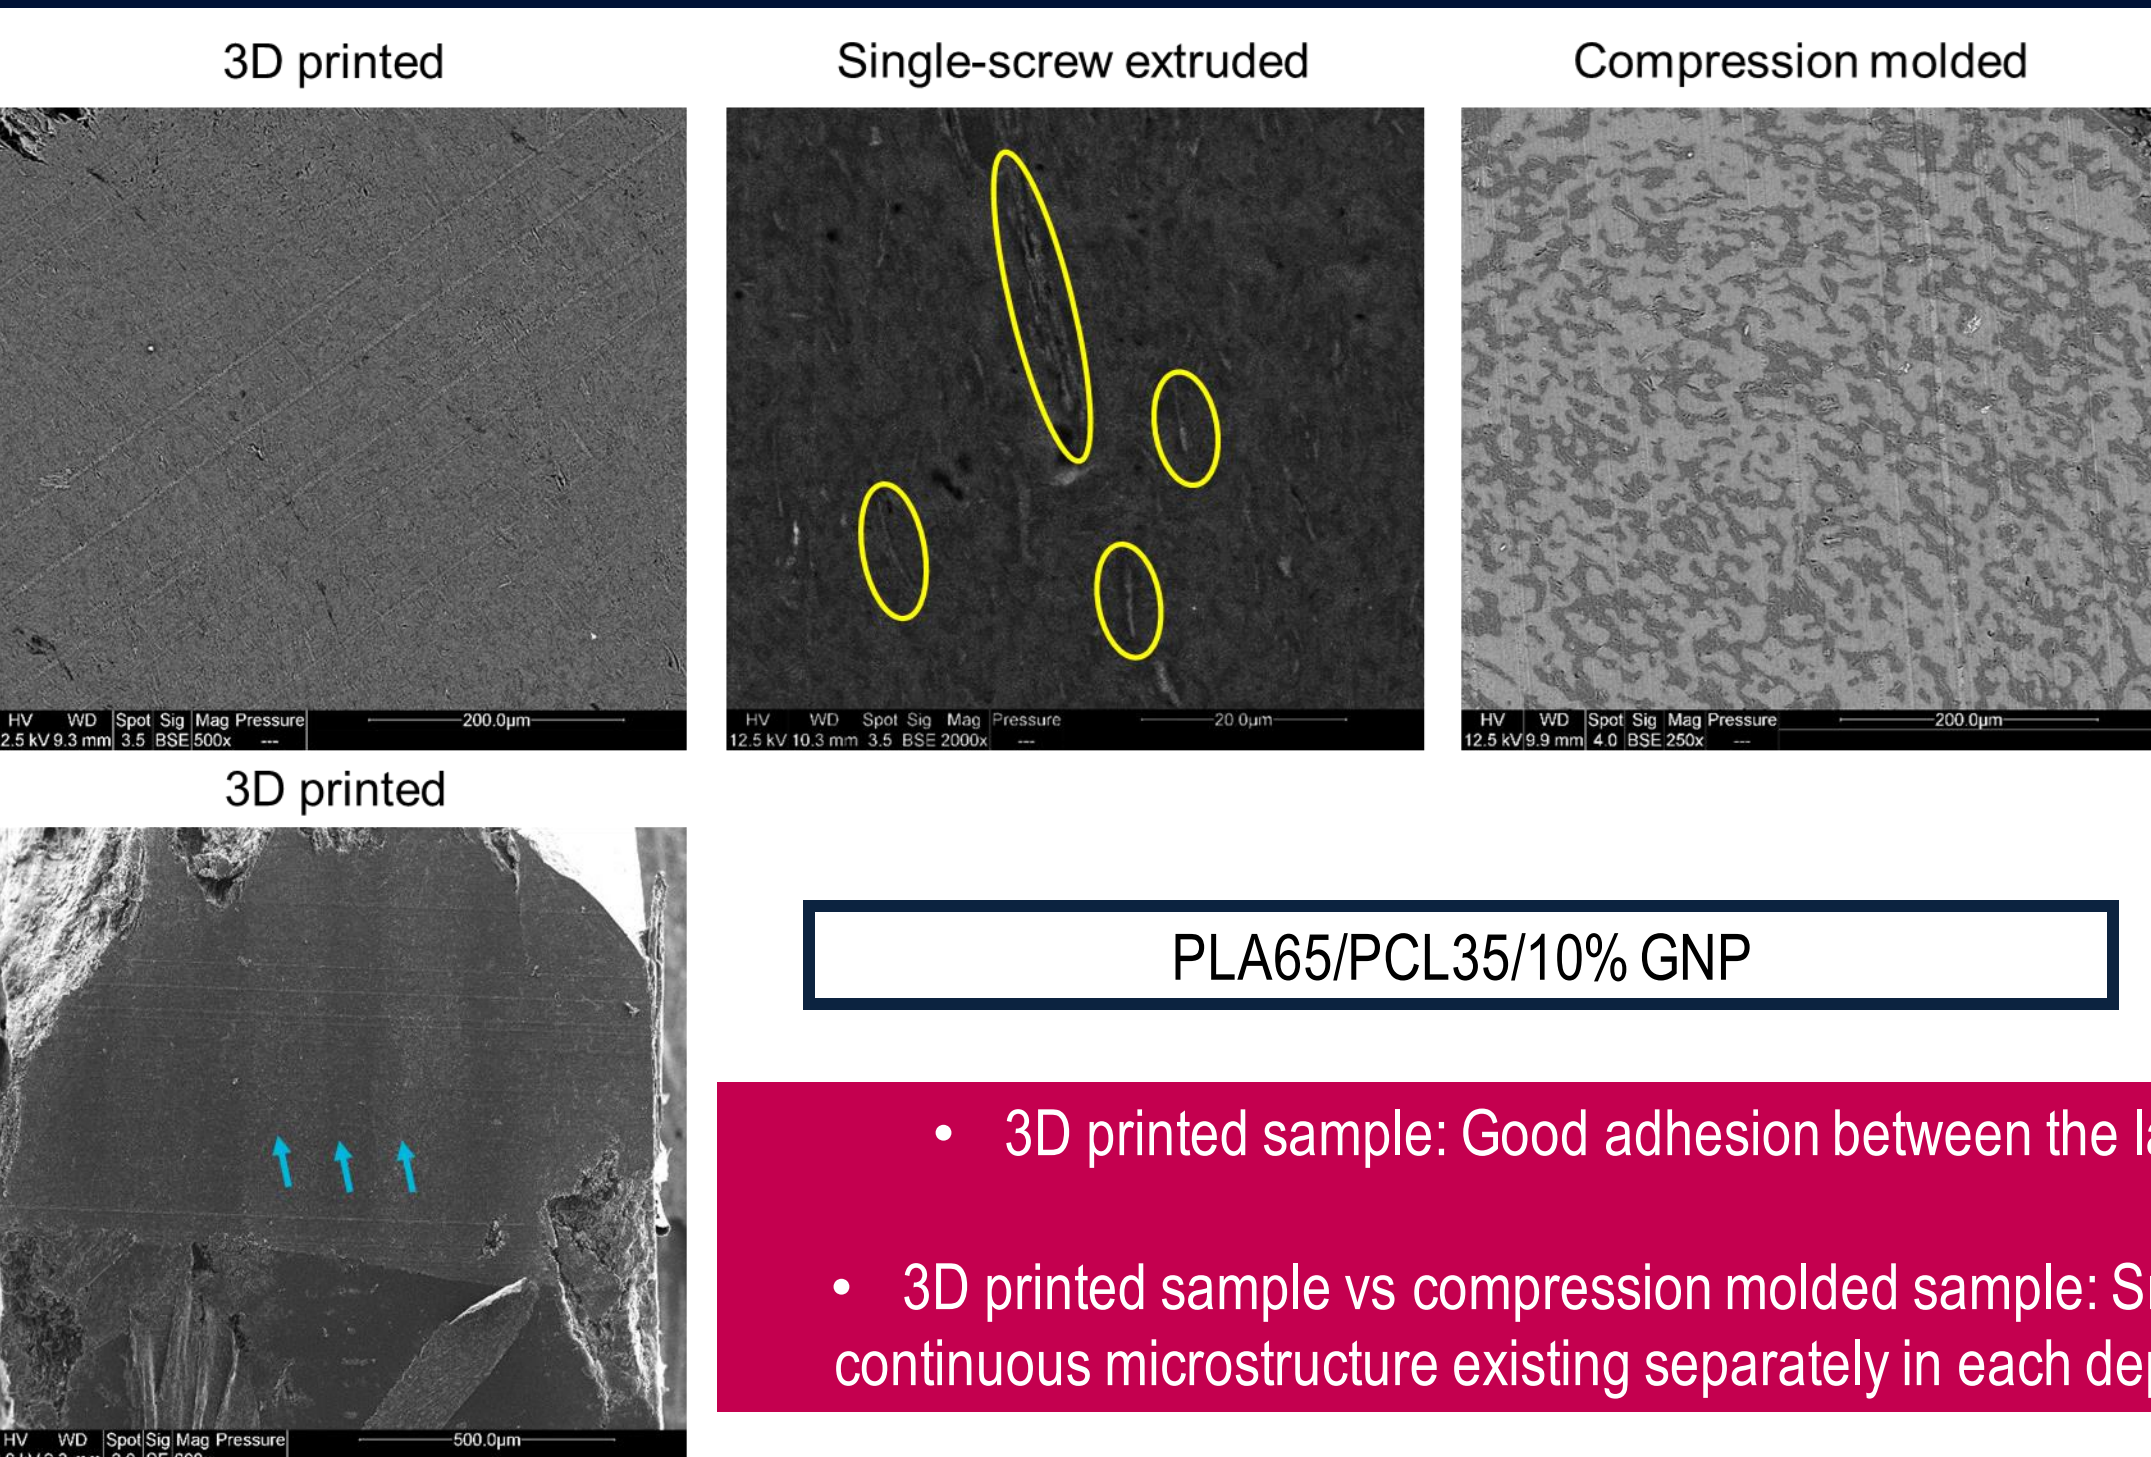 3D printed
Single-screw extruded
Compression molded
HV WD Spot Sig Mag Pressure 200.0µm
2.5 kV 9.3 mm 3.5 BSE 500x ---
HV WD Spot Sig Mag Pressure 20.0µm
12.5 kV 10.3 mm 3.5 BSE 2000x ---
HV WD Spot Sig Mag Pressure 200.0µm
12.5 kV 9.9 mm 4.0 BSE 250x ---
3D printed
HV WD Spot Sig Mag Pressure 500.0µm
PLA65/PCL35/10% GNP
• 3D printed sample: Good adhesion between the
• 3D printed sample vs compression molded sample:
continuous microstructure existing separately in each